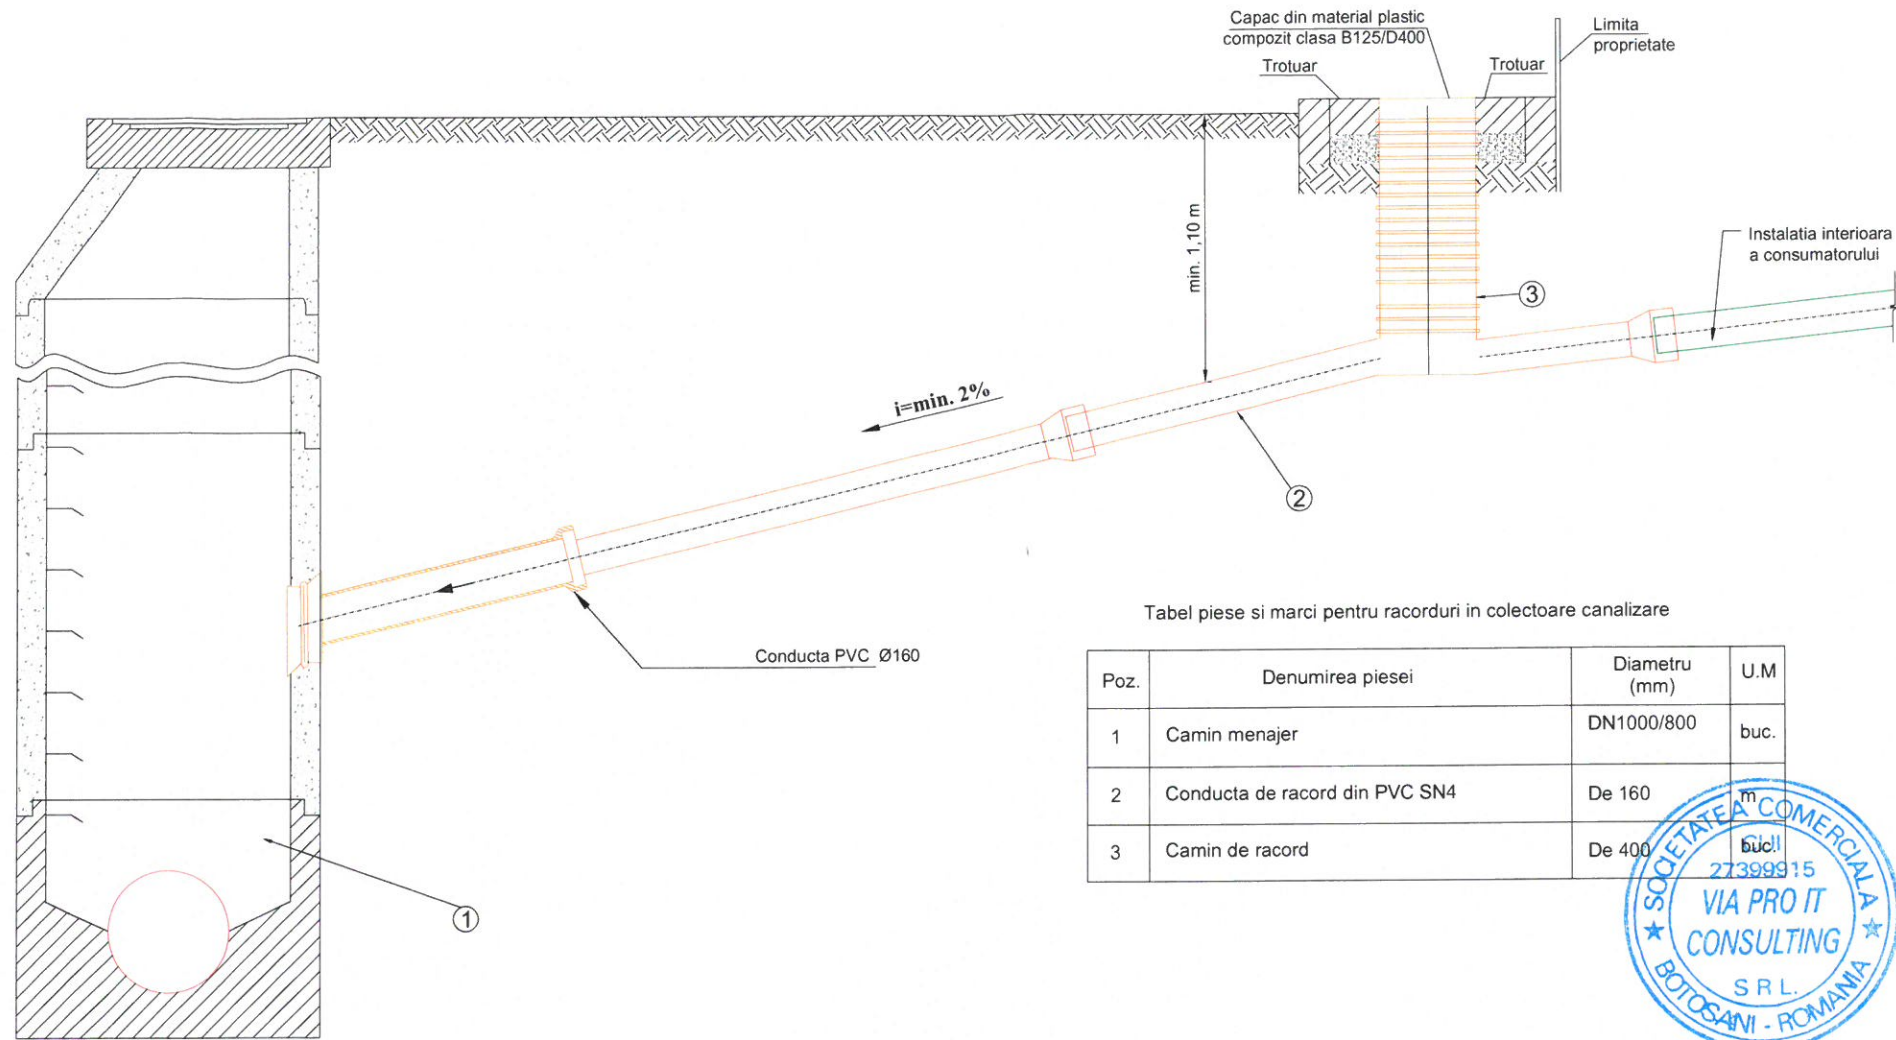 Capac din material plastic
compozit clasa B125/D400
Limita
proprietate
Trotuar
Trotuar
min. 1,10 m
Instalatia interioara
a consumatorului
3
i=min. 2%
2
Conducta PVC Ø160
1
Tabel piese si marci pentru racorduri in colectoare canalizare
Poz. Denumirea piesei Diametru (mm) U.M
1 Camin menajer DN1000/800 buc.
2 Conducta de racord din PVC SN4 De 160 m
3 Camin de racord De 400 buc.
SOCIETATEA COMERCIALA
CUI
27399915
VIA PRO IT
CONSULTING
S R L.
BOTOSANI - ROMANIA